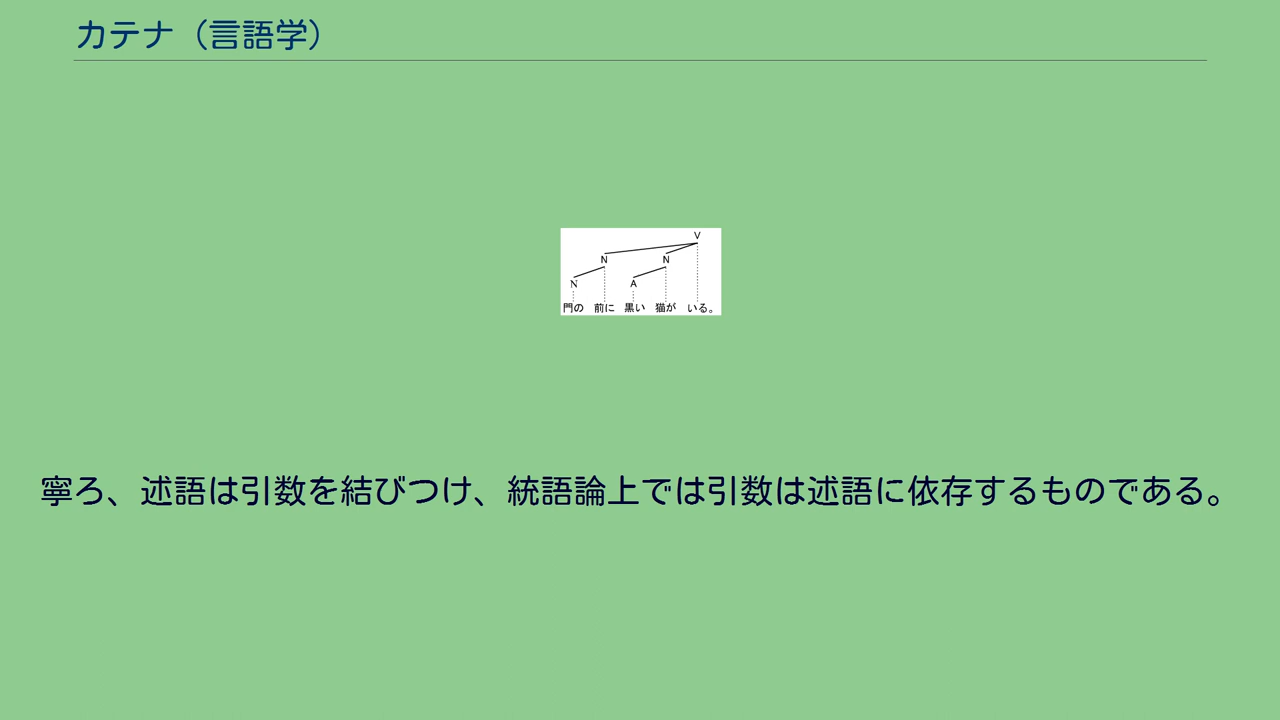 カテナ（言語学）
V
N N
N A
門の 前に 黒い 猫が いる。
寧ろ、述語は引数を結びつけ、統語論上では引数は述語に依存するものである。